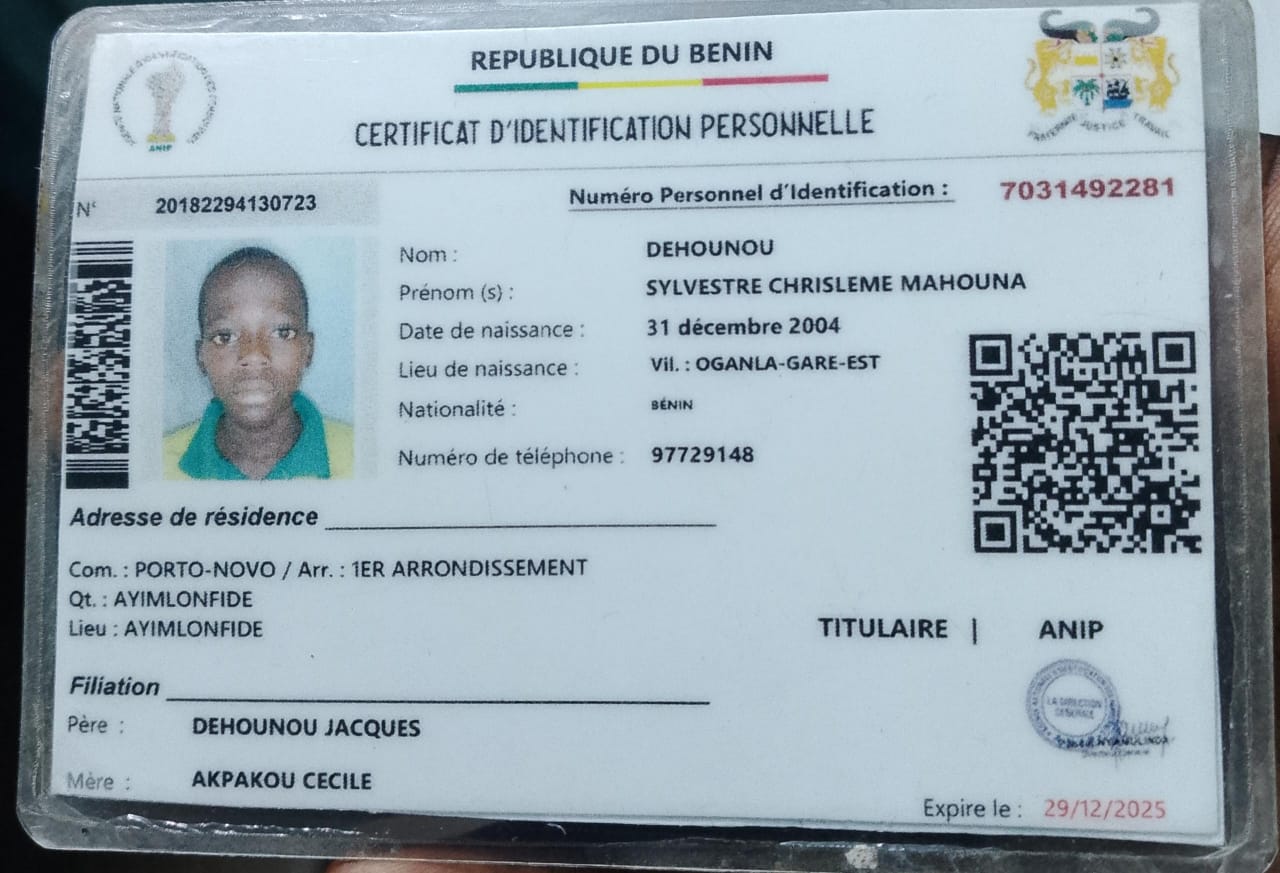 REPUBLIQUE DU BENIN
CERTIFICAT D'IDENTIFICATION PERSONNELLE
ANIP
FRATERNITE JUSTICE TRAVAIL
N° 20182294130723
Numéro Personnel d'Identification : 7031492281
Nom : DEHOUNOU
Prénom (s) : SYLVESTRE CHRISLEME MAHOUNA
Date de naissance : 31 décembre 2004
Lieu de naissance : Vil. : OGANLA-GARE-EST
Nationalité : BÉNIN
Numéro de téléphone : 97729148
Adresse de résidence
Com. : PORTO-NOVO / Arr. : 1ER ARRONDISSEMENT
Qt. : AYIMLONFIDE
Lieu : AYIMLONFIDE
TITULAIRE | ANIP
Filiation
Père : DEHOUNOU JACQUES
Mère : AKPAKOU CECILE
LA DIRECTION
GENERALE
Expire le : 29/12/2025